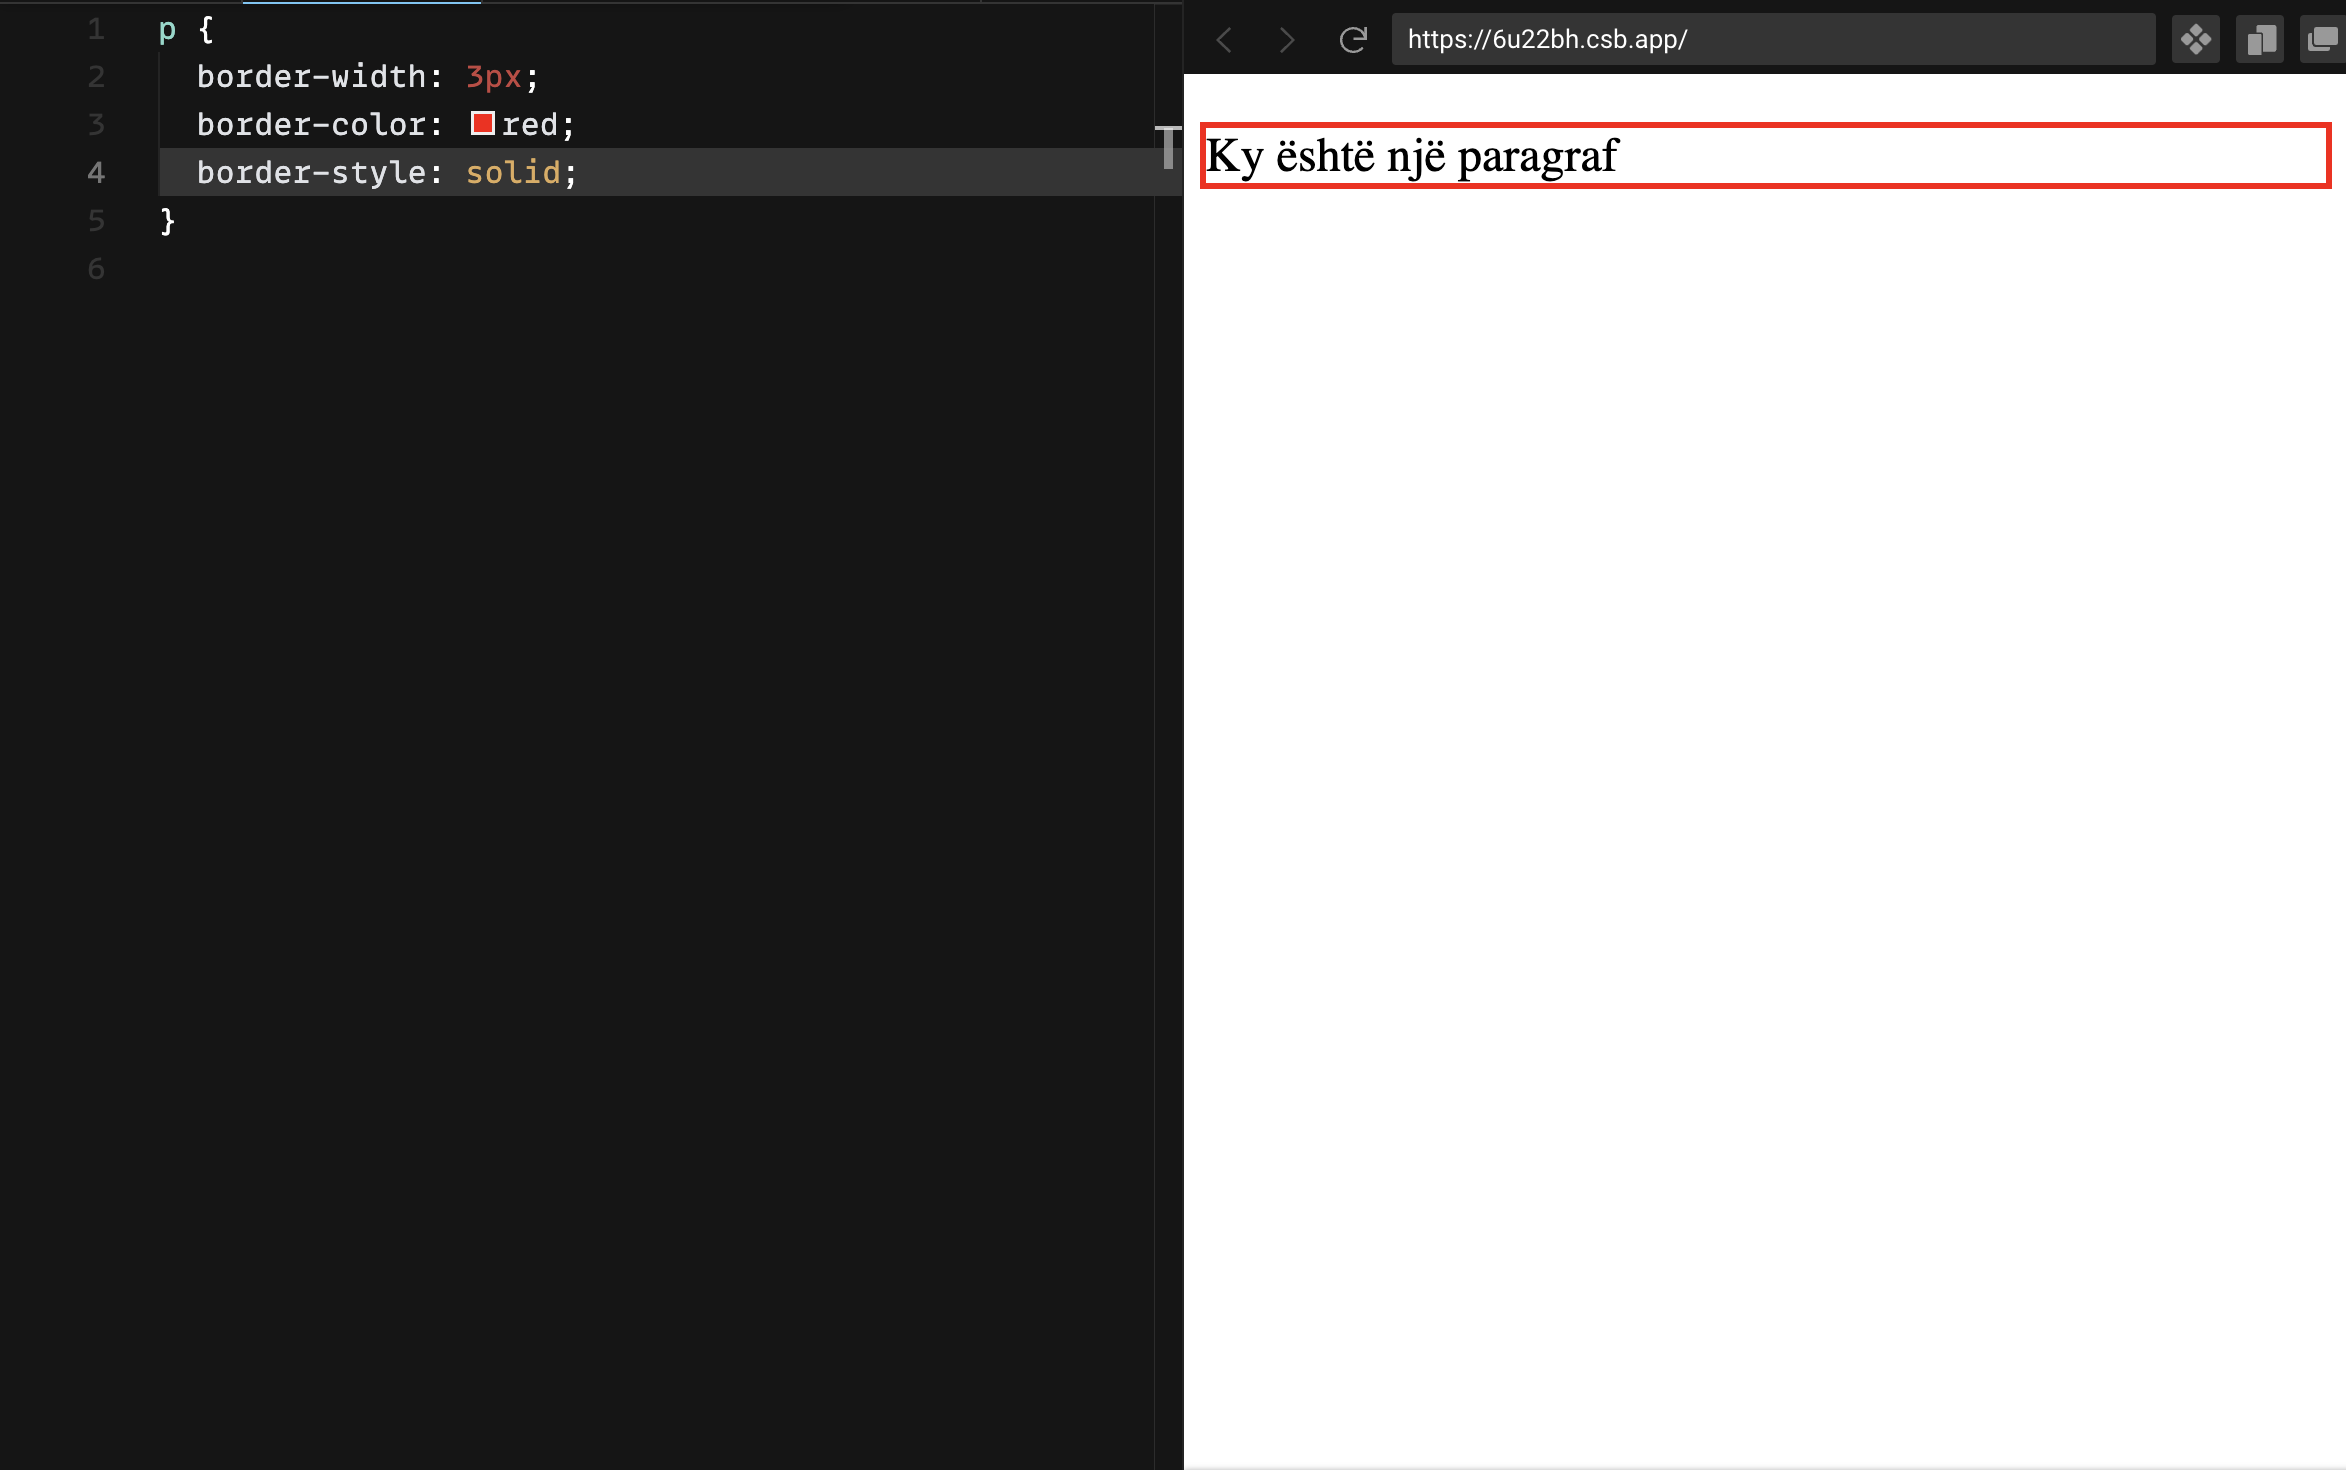 1 p {
2 border-width: 3px;
3 border-color: red;
4 border-style: solid;
5 }
6
https://6u22bh.csb.app/
Ky është një paragraf